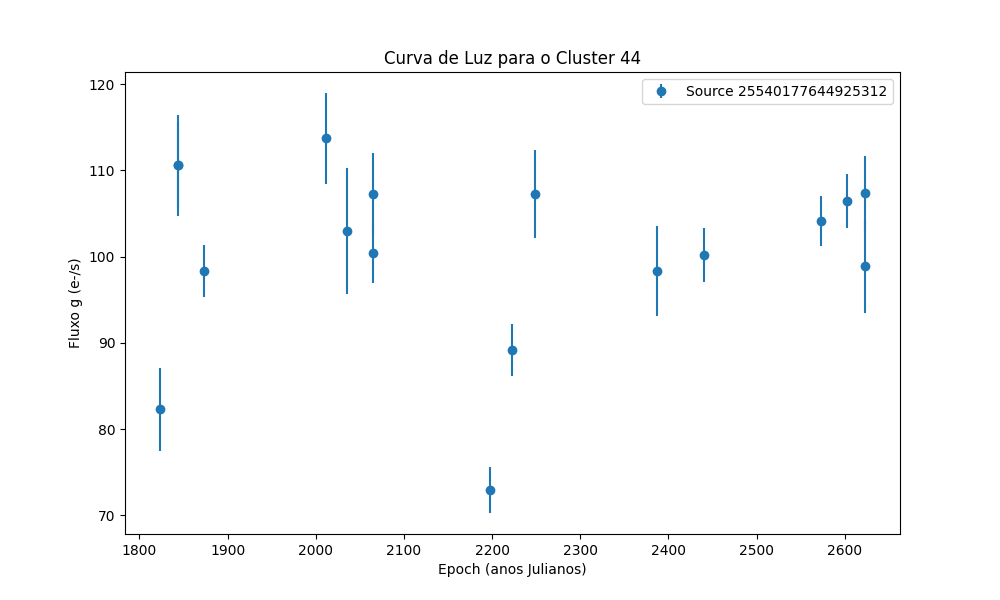 Curva de Luz para o Cluster 44
Source 25540177644925312
120
110
100
90
80
70
Fluxo g (e-/s)
1800 1900 2000 2100 2200 2300 2400 2500 2600
Epoch (anos Julianos)